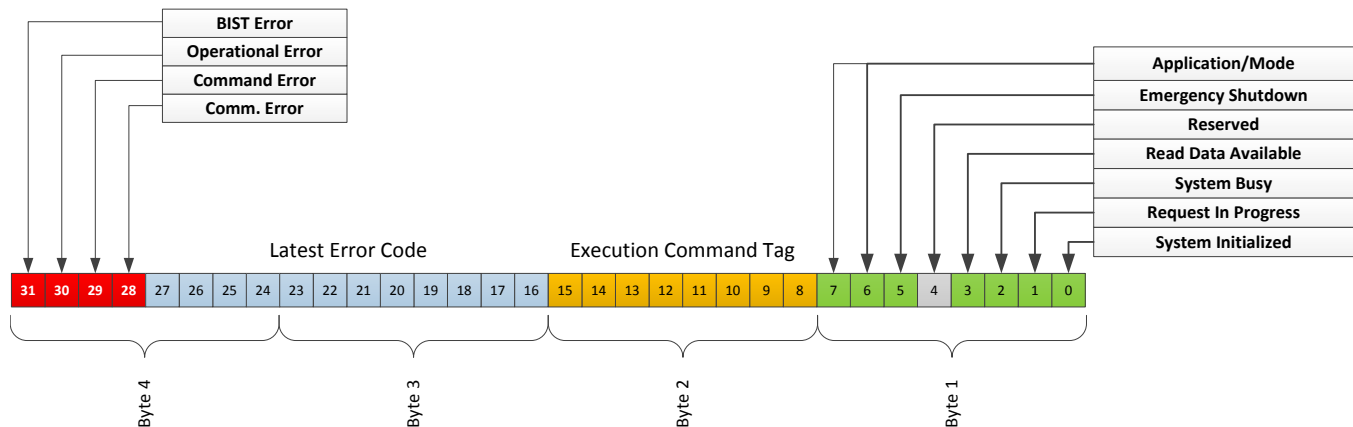 BIST Error
Operational Error
Command Error
Comm. Error
Application/Mode
Emergency Shutdown
Reserved
Read Data Available
System Busy
Request In Progress
System Initialized
Latest Error Code
Execution Command Tag
31 30 29 28 27 26 25 24 23 22 21 20 19 18 17 16 15 14 13 12 11 10 9 8 7 6 5 4 3 2 1 0
Byte 4
Byte 3
Byte 2
Byte 1